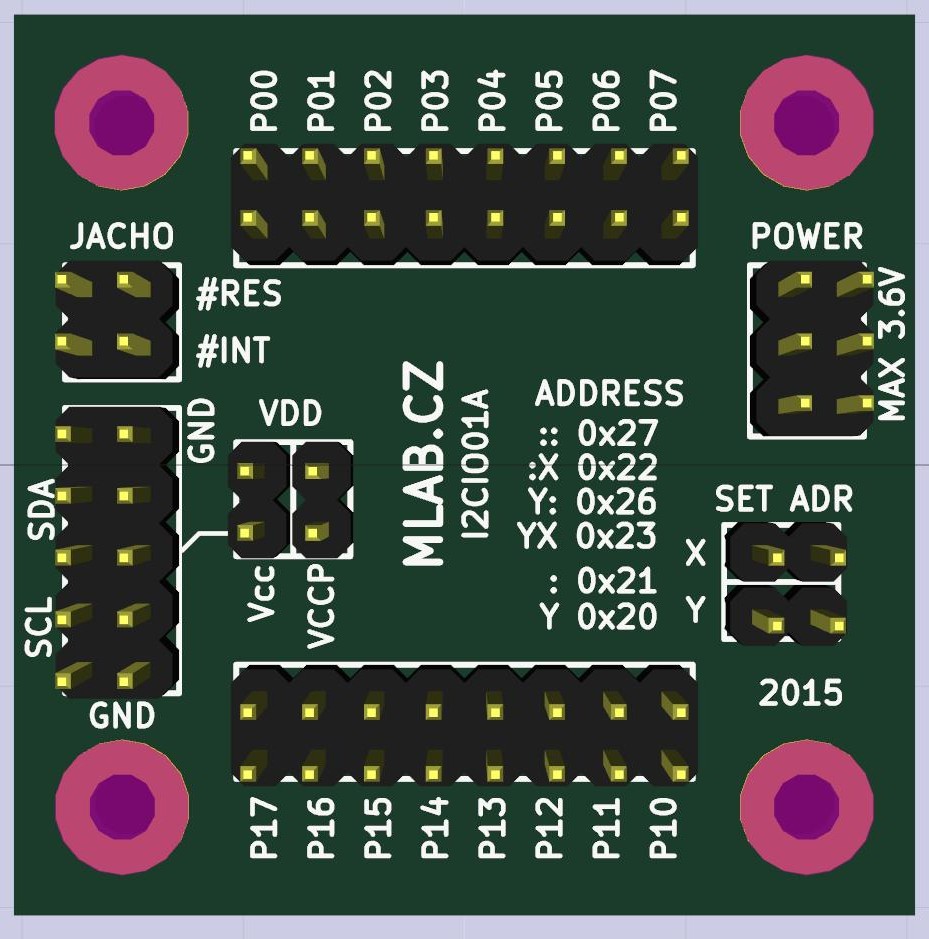 P00 P01 P02 P03 P04 P05 P06 P07
JACHO
POWER
#RES
#INT
MAX 3.6V
GND
VDD
MLAB.CZ
I2CIO01A
ADDRESS
:: 0x27
:X 0x22
Y: 0x26
YX 0x23
: 0x21
Y 0x20
SDA
SCL
GND
Vcc
VCCP
SET ADR
X
Y
2015
P17 P16 P15 P14 P13 P12 P11 P10